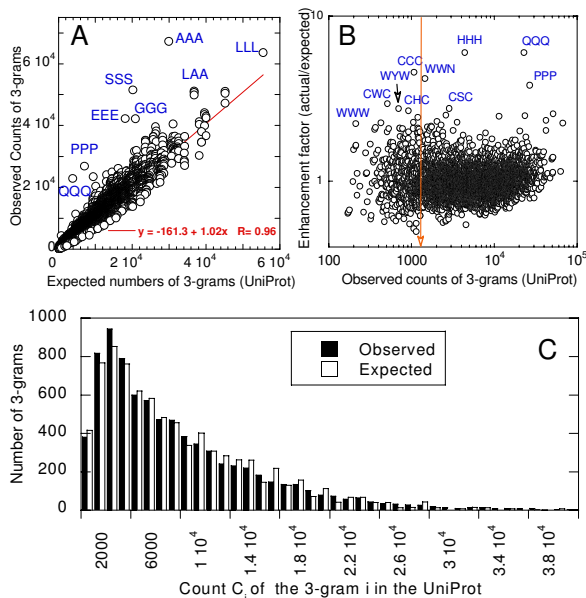 A
AAA
LLL
SSS
LAA
EEE
GGG
PPP
QQQ
y = -161.3 + 1.02x R= 0.96
Observed Counts of 3-grams
6 10⁴
4 10⁴
2 10⁴
0
0
2 10⁴
4 10⁴
6 10⁴
Expected numbers of 3-grams (UniProt)
B
HHH
QQQ
CCC
WWN
WYW
PPP
CWC
CHC
CSC
WWW
Enhancement factor (actual/expected)
10
1
100
1000
10⁴
10⁵
Observed counts of 3-grams (UniProt)
C
Observed
Expected
Number of 3-grams
1000
800
600
400
200
0
2000
6000
1 10⁴
1.4 10⁴
1.8 10⁴
2.2 10⁴
2.6 10⁴
3 10⁴
3.4 10⁴
3.8 10⁴
Count Cᵢ of the 3-gram i in the UniProt